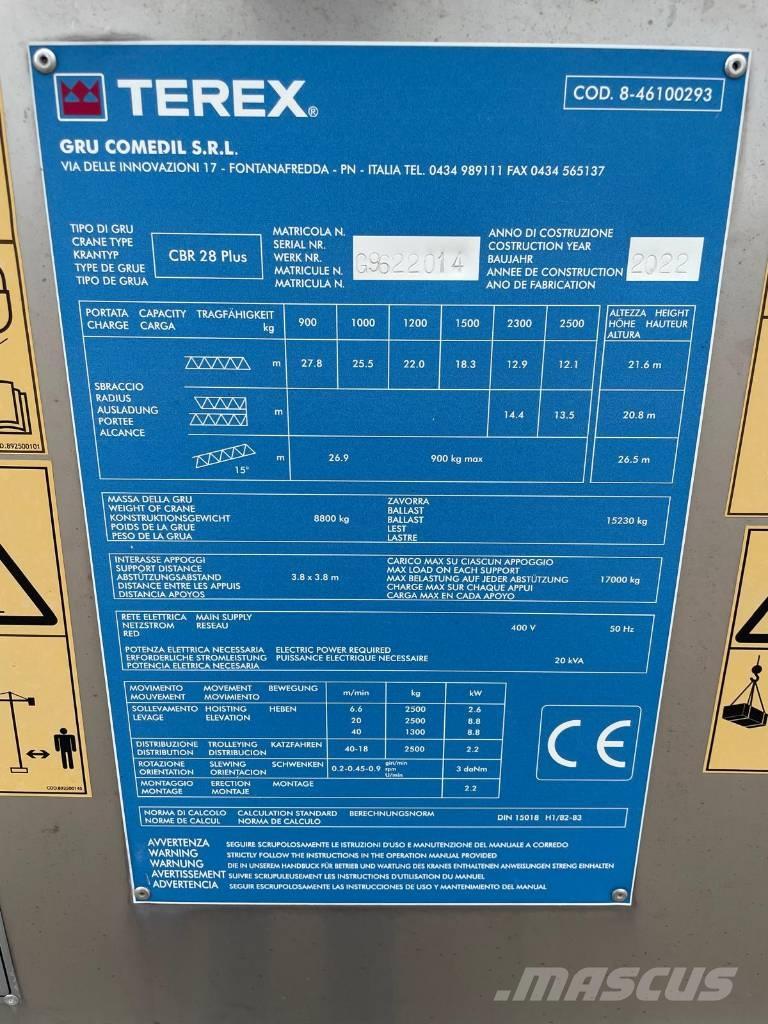 TEREX®
COD. 8-46100293
GRU COMEDIL S.R.L.
VIA DELLE INNOVAZIONI 17 - FONTANAFREDDA - PN - ITALIA TEL. 0434 989111 FAX 0434 565137
TIPO DI GRU
CRANE TYPE
KRANTYP
TYPE DE GRUE
TIPO DE GRUA
CBR 28 Plus
MATRICOLA N.
SERIAL NR.
WERK NR.
MATRICULE N.
MATRICULA N.
G9622014
ANNO DI COSTRUZIONE
COSTRUCTION YEAR
BAUJAHR
ANNEE DE CONSTRUCTION
ANO DE FABRICATION
2022
PORTATA CAPACITY TRAGFÄHIGKEIT
CHARGE CARGA kg
900 1000 1200 1500 2300 2500
ALTEZZA HEIGHT
HÖHE HAUTEUR
ALTURA
SBRACCIO
RADIUS
AUSLADUNG
PORTEE
ALCANCE
m 27.8 25.5 22.0 18.3 12.9 12.1 21.6 m
m 14.4 13.5 20.8 m
15° m 26.9 900 kg max 26.5 m
MASSA DELLA GRU
WEIGHT OF CRANE
KONSTRUKTIONSGEWICHT
POIDS DE LA GRUE
PESO DE LA GRUA
8800 kg
ZAVORRA
BALLAST
BALLAST
LEST
LASTRE
15230 kg
INTERASSE APPOGGI
SUPPORT DISTANCE
ABSTÜTZUNGSABSTAND
DISTANCE ENTRE LES APPUIS
DISTANCIA APOYOS
3.8 x 3.8 m
CARICO MAX SU CIASCUN APPOGGIO
MAX LOAD ON EACH SUPPORT
MAX BELASTUNG AUF JEDER ABSTÜTZUNG
CHARGE MAX SUR CHAQUE APPUI
CARGA MAX EN CADA APOYO
17000 kg
RETE ELETTRICA MAIN SUPPLY
NETZSTROM RESEAU
RED
400 V 50 Hz
POTENZA ELETTRICA NECESSARIA ELECTRIC POWER REQUIRED
ERFORDERLICHE STROMLEISTUNG PUISSANCE ELECTRIQUE NECESSAIRE
POTENCIA ELETRICA NECESARIA
20 kVA
MOVIMENTO MOVEMENT BEWEGUNG
MOUVEMENT MOVIMIENTO
m/min kg kW
SOLLEVAMENTO HOISTING HEBEN
LEVAGE ELEVATION
6.6 2500 2.6
20 2500 8.8
40 1300 8.8
DISTRIBUZIONE TROLLEYING KATZFAHREN
DISTRIBUTION DISTRIBUCION
40-18 2500 2.2
ROTAZIONE SLEWING SCHWENKEN
ORIENTATION ORIENTACION
0.2-0.45-0.9
giri/min
rpm
U/min
3 daNm
MONTAGGIO ERECTION MONTAGE
MONTAGE MONTAJE
2.2
CE
NORMA DI CALCOLO CALCULATION STANDARD BERECHNUNGSNORM
NORME DE CALCUL NORMA DE CALCULO
DIN 15018 H1/B2-B3
AVVERTENZA SEGUIRE SCRUPOLOSAMENTE LE ISTRUZIONI D'USO E MANUTENZIONE DEL MANUALE A CORREDO
WARNING STRICTLY FOLLOW THE INSTRUCTIONS IN THE OPERATION MANUAL PROVIDED
WARNUNG DIE IN UNSEREM HANDBUCK FÜR BETRIEB UND WARTUNG DES KRANES ENTHALTENEN ANWEISUNGEN STRENG EINHALTEN
AVERTISSEMENT SUIVRE SCRUPULEUSEMENT LES INSTRUCTIONS D'UTILISATION DU MANUEL
ADVERTENCIA SEGUIR ESCRUPOLOSAMENTE LAS INSTRUCCIONES DE USO Y MANTENIMIENTO DEL MANUAL
MASCUS